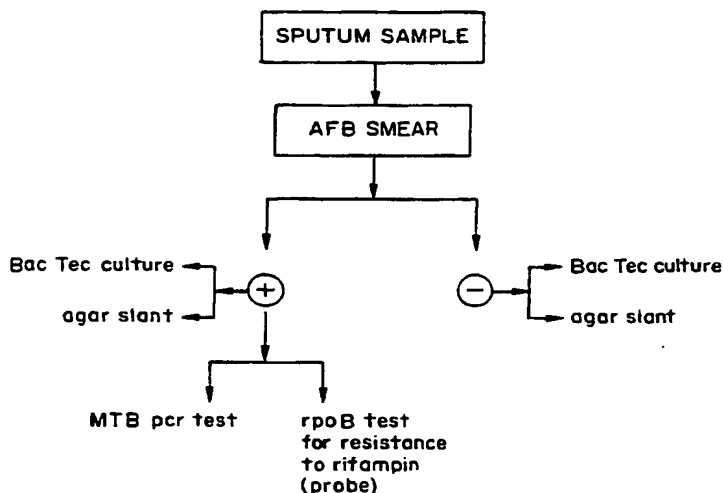 SPUTUM SAMPLE
AFB SMEAR
Bac Tec culture
agar slant
+
−
Bac Tec culture
agar slant
MTB pcr test
rpoB test
for resistance
to rifampin
(probe)